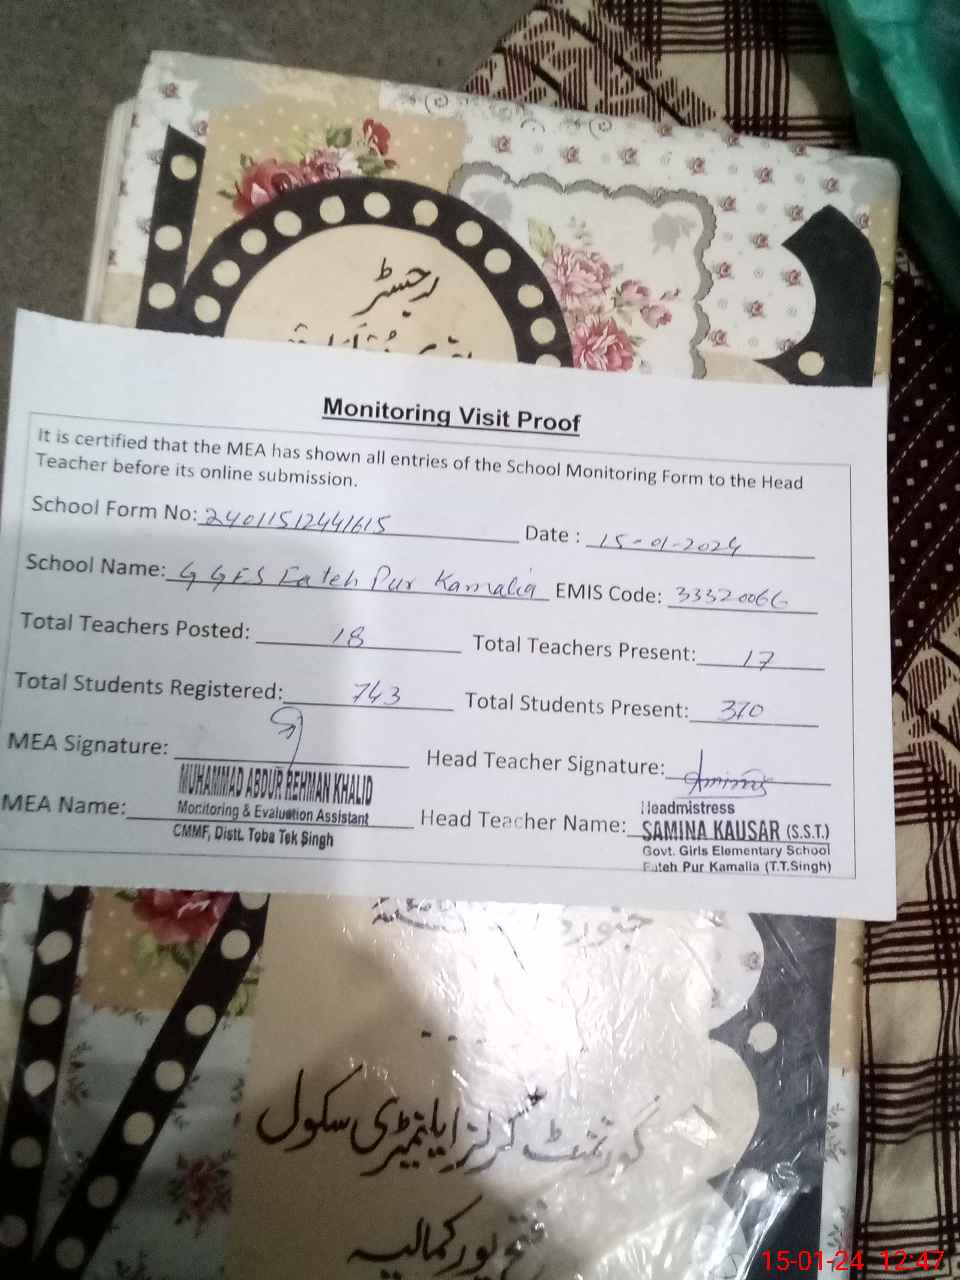 رجسٹر
Monitoring Visit Proof
It is certified that the MEA has shown all entries of the School Monitoring Form to the Head
Teacher before its online submission.
School Form No: 24011512441615 Date : 15-01-2024
School Name: GGES Fateh Pur Kamalia EMIS Code: 33320066
Total Teachers Posted: 18 Total Teachers Present: 17
Total Students Registered: 743 Total Students Present: 370
MEA Signature: Head Teacher Signature:
MUHAMMAD ABDUR REHMAN KHALID
Monitoring & Evaluation Assistant
CMMF, Distt. Toba Tek Singh
MEA Name: Head Teacher Name:
Headmistress
SAMINA KAUSAR (S.S.T.)
Govt. Girls Elementary School
Fateh Pur Kamalia (T.T.Singh)
گورنمنٹ گرلز ایلیمنٹری سکول
فتح پور کمالیہ
15-01-24 12:47